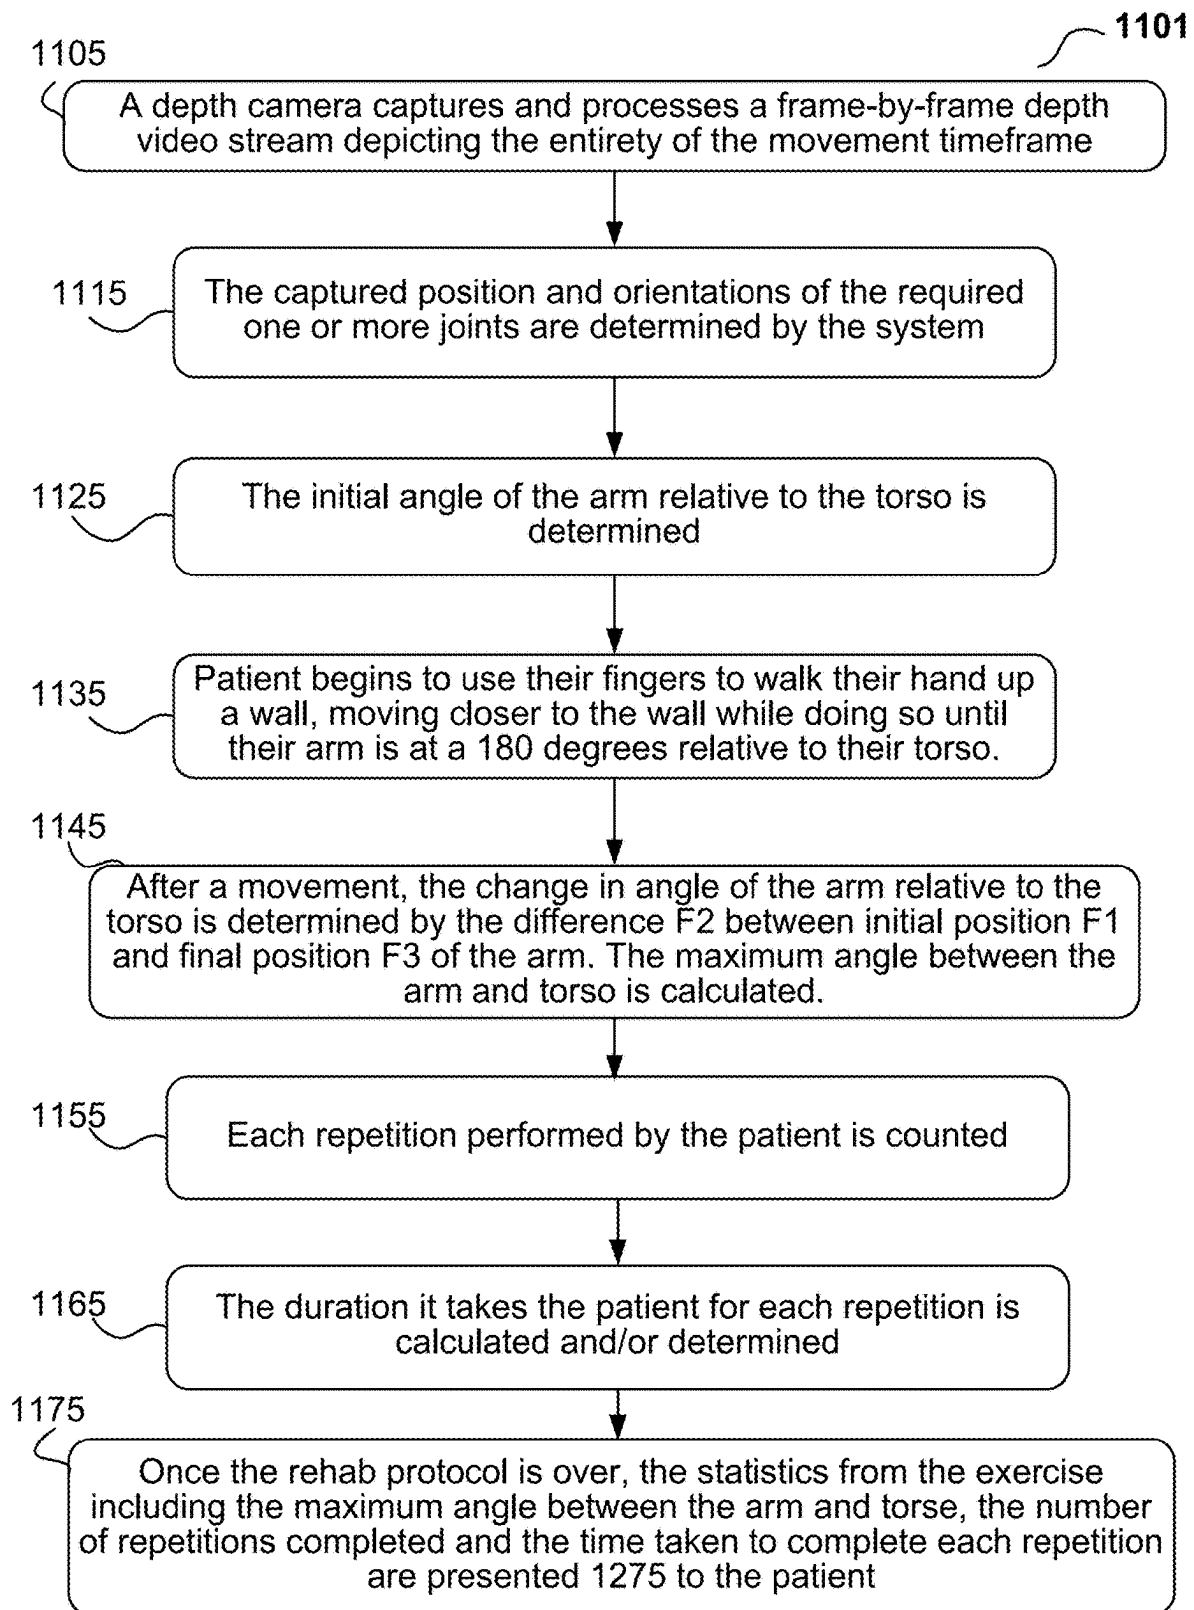 1101
1105
A depth camera captures and processes a frame-by-frame depth
video stream depicting the entirety of the movement timeframe
1115
The captured position and orientations of the required
one or more joints are determined by the system
1125
The initial angle of the arm relative to the torso is
determined
1135
Patient begins to use their fingers to walk their hand up
a wall, moving closer to the wall while doing so until
their arm is at a 180 degrees relative to their torso.
1145
After a movement, the change in angle of the arm relative to the
torso is determined by the difference F2 between initial position F1
and final position F3 of the arm. The maximum angle between the
arm and torso is calculated.
1155
Each repetition performed by the patient is counted
1165
The duration it takes the patient for each repetition is
calculated and/or determined
1175
Once the rehab protocol is over, the statistics from the exercise
including the maximum angle between the arm and torse, the number
of repetitions completed and the time taken to complete each repetition
are presented 1275 to the patient